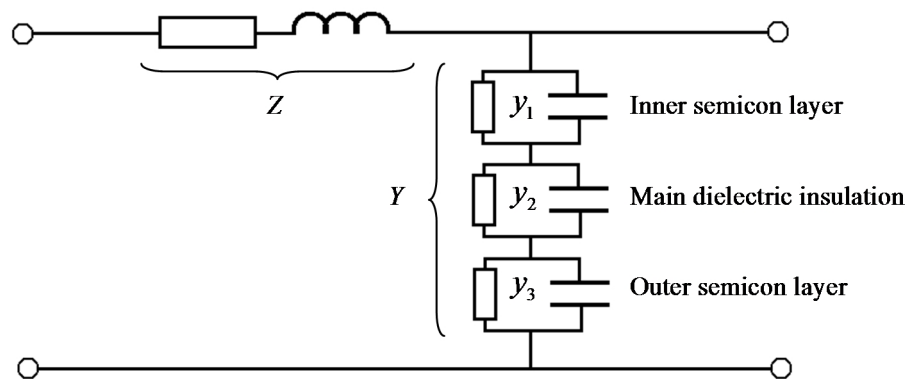 Z
Y
y1
Inner semicon layer
y2
Main dielectric insulation
y3
Outer semicon layer